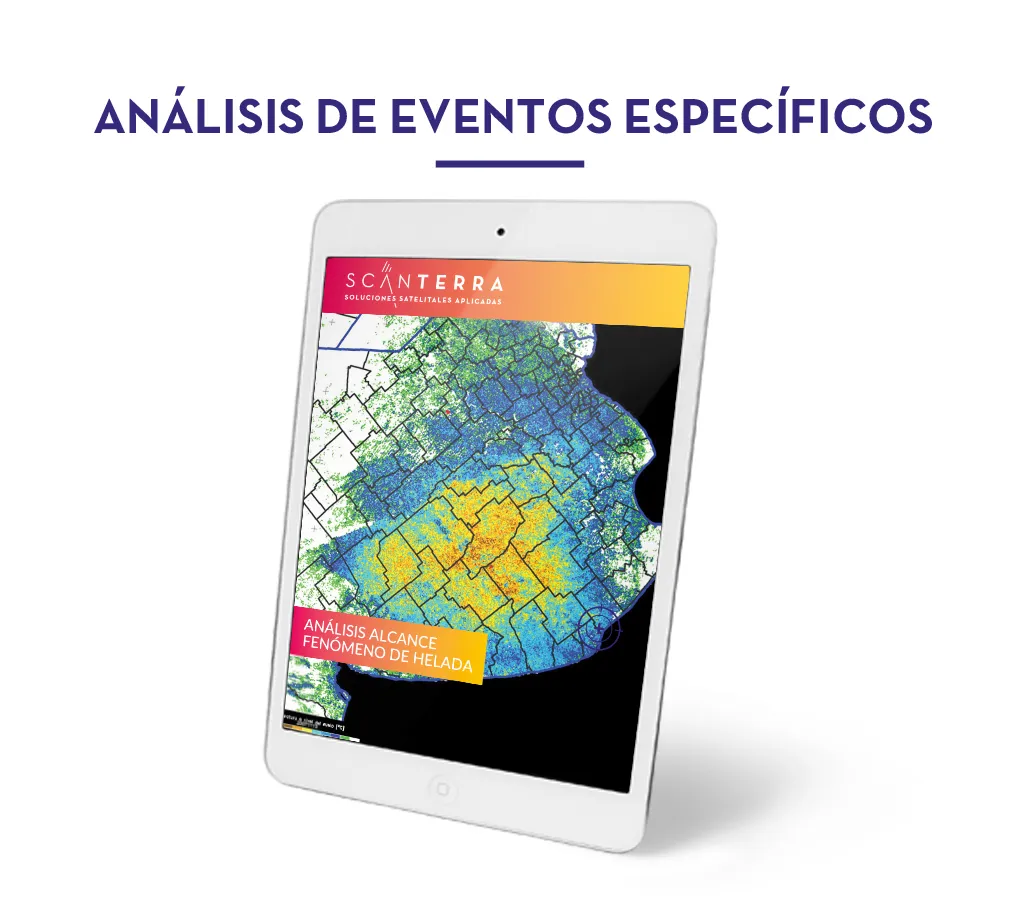 ANÁLISIS DE EVENTOS ESPECÍFICOS
SCANTERRA
SOLUCIONES SATELITALES APLICADAS
ANÁLISIS ALCANCE
FENÓMENO DE HELADA